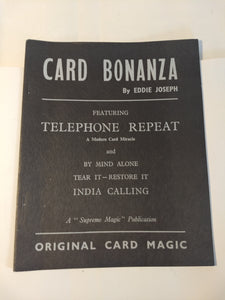 CARD BONANZA
By EDDIE JOSEPH
FEATURING
TELEPHONE REPEAT
A Modern Card Miracle
and
BY MIND ALONE
TEAR IT—RESTORE IT
INDIA CALLING
A “Supreme Magic” Publication
ORIGINAL CARD MAGIC